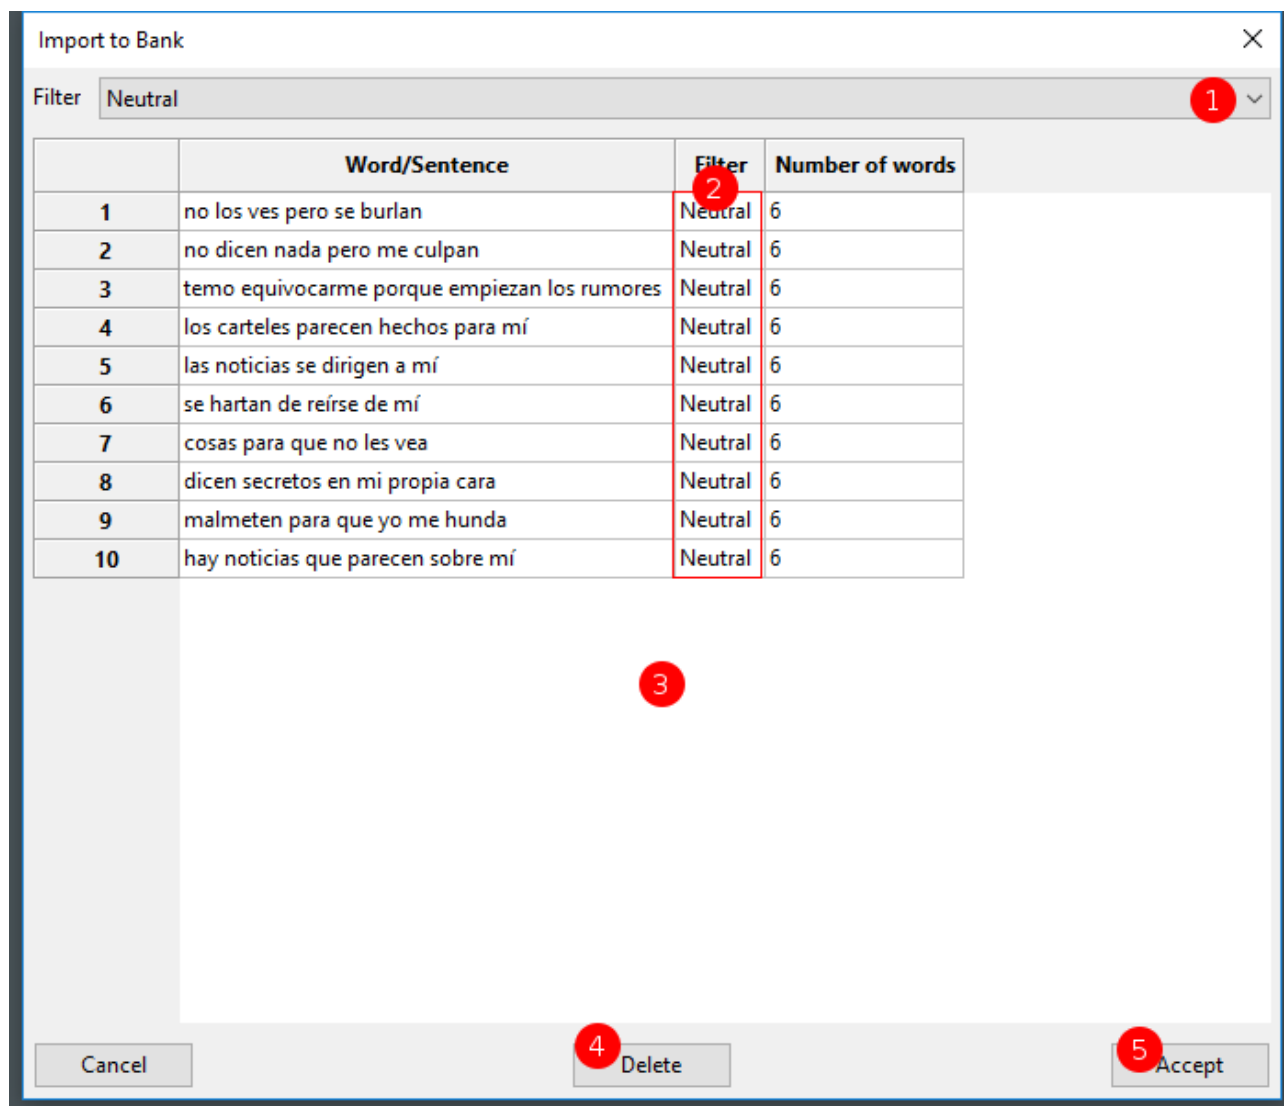 Import to Bank
Filter Neutral 1
Word/Sentence Filter Number of words
2
1 no los ves pero se burlan Neutral 6
2 no dicen nada pero me culpan Neutral 6
3 temo equivocarme porque empiezan los rumores Neutral 6
4 los carteles parecen hechos para mí Neutral 6
5 las noticias se dirigen a mí Neutral 6
6 se hartan de reírse de mí Neutral 6
7 cosas para que no les vea Neutral 6
8 dicen secretos en mi propia cara Neutral 6
9 malmeten para que yo me hunda Neutral 6
10 hay noticias que parecen sobre mí Neutral 6
3
Cancel 4 Delete 5 Accept